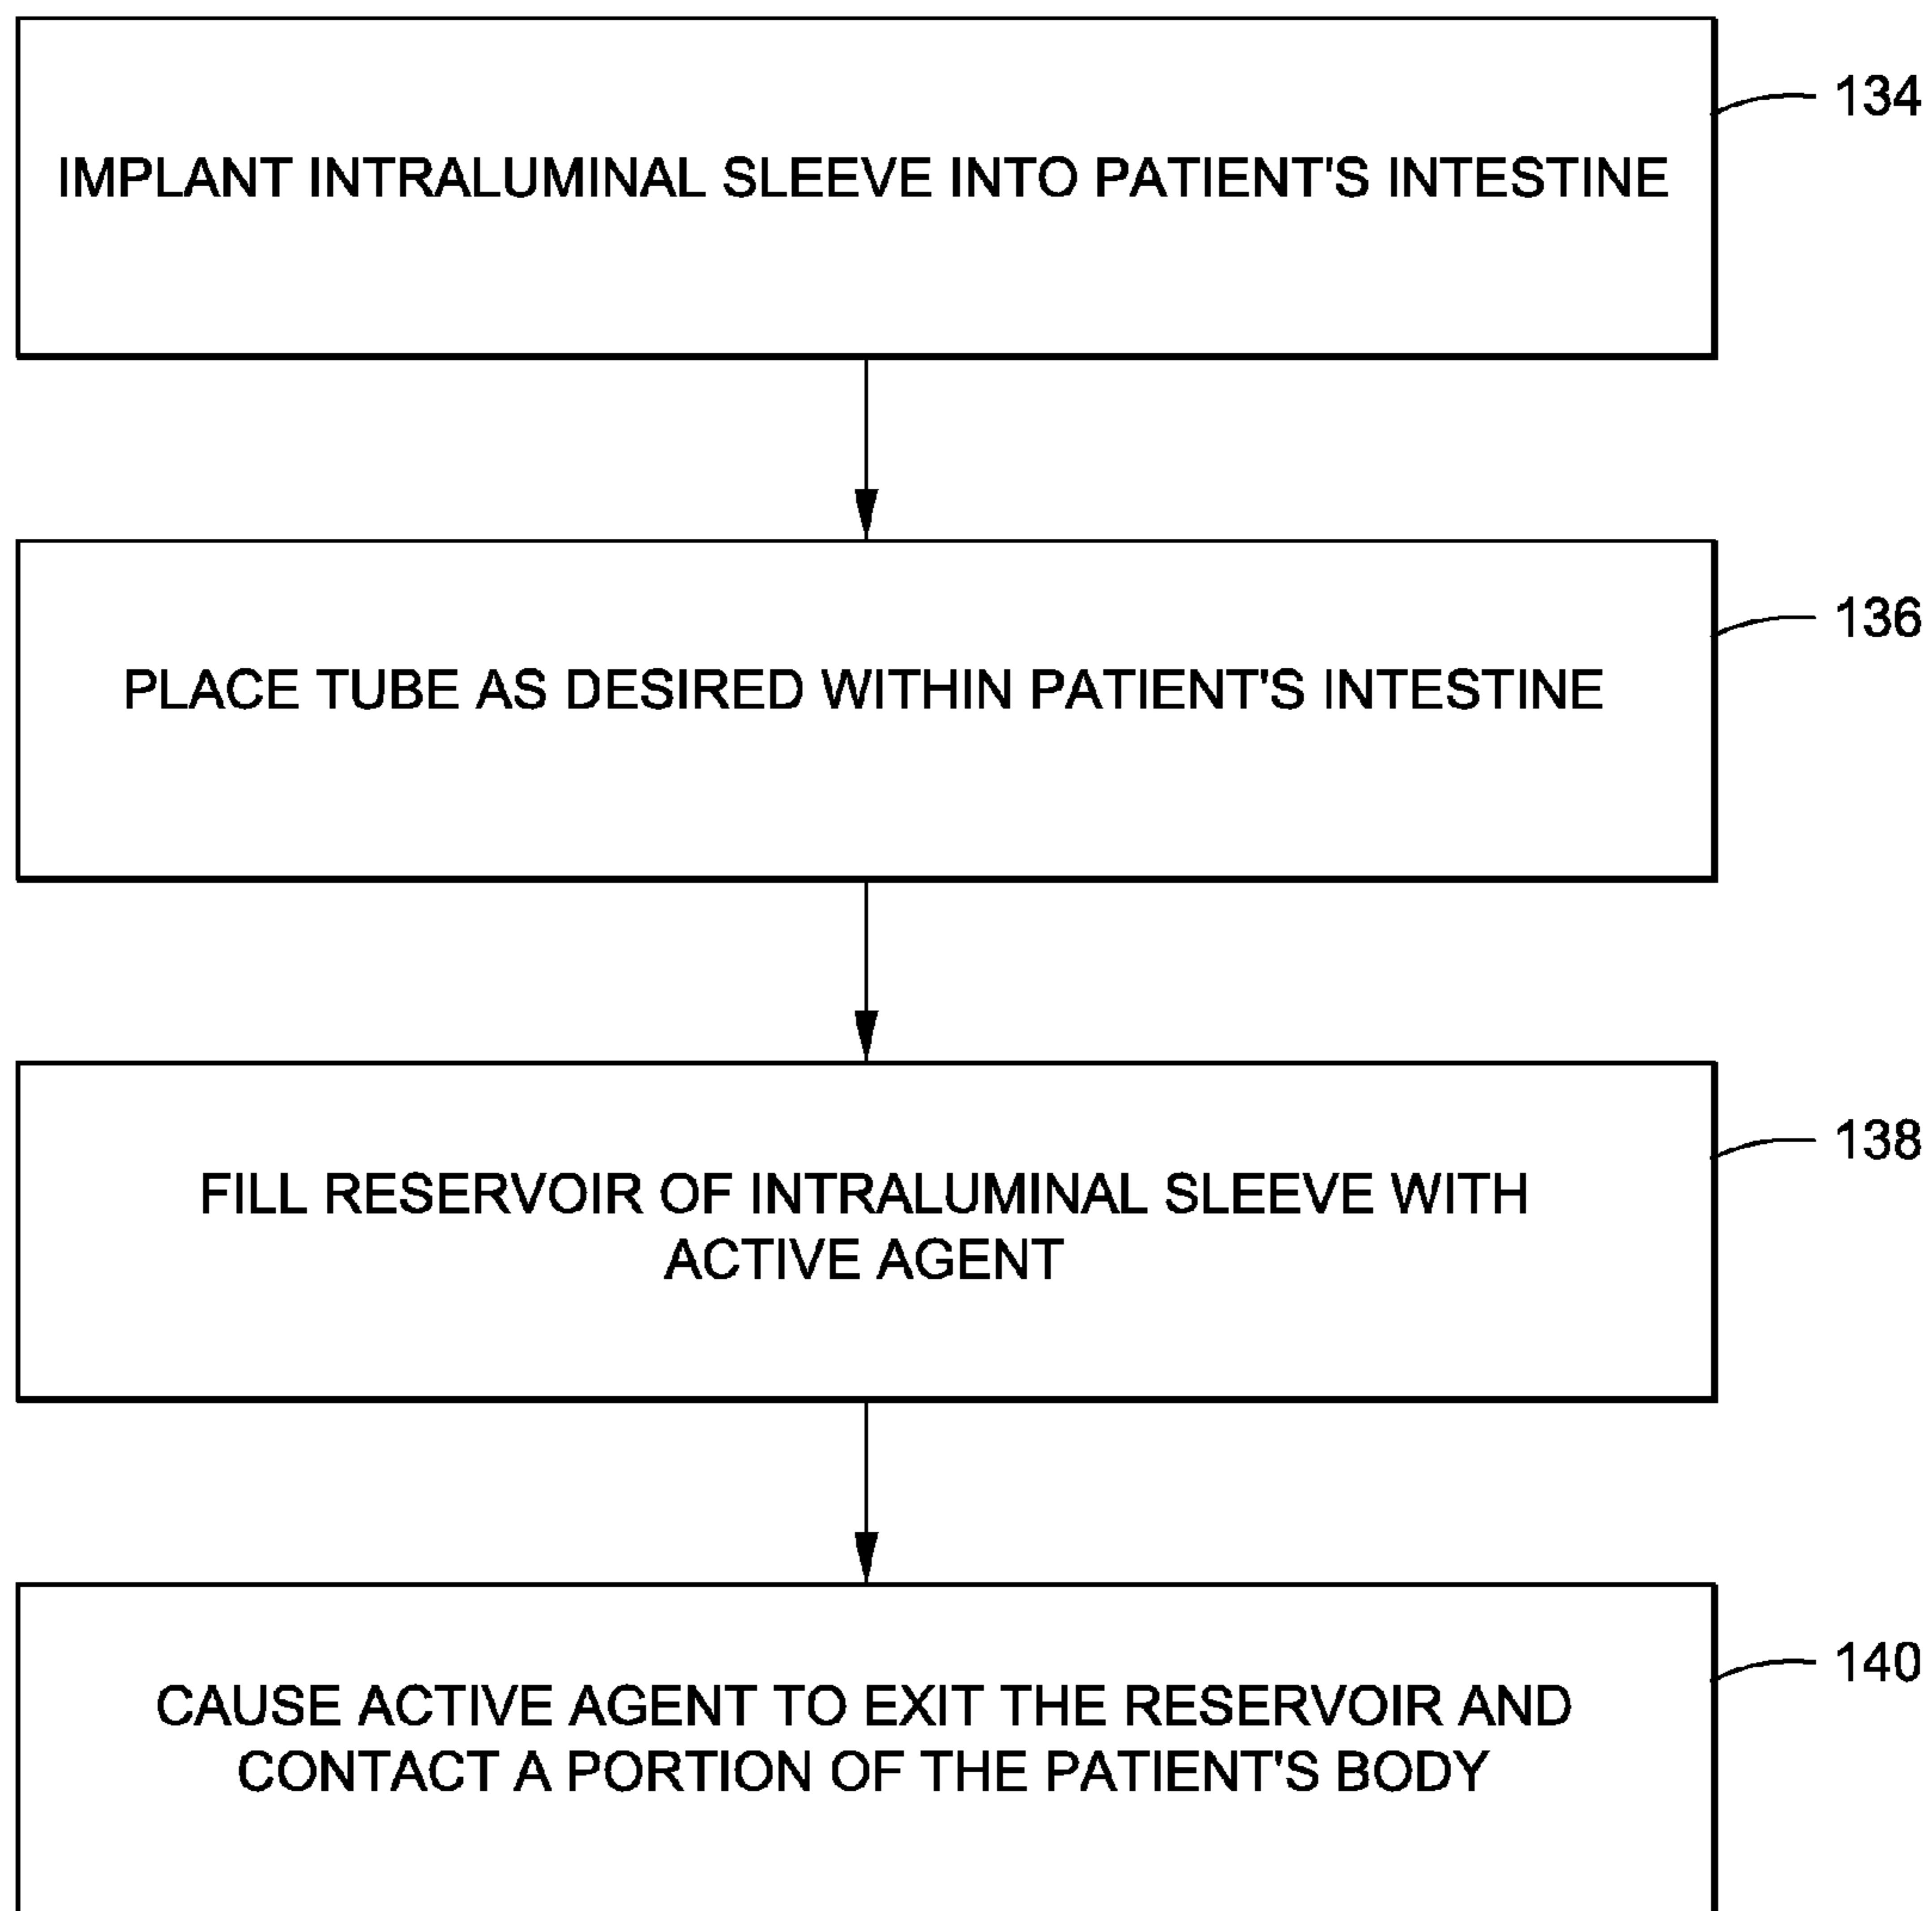 134
IMPLANT INTRALUMINAL SLEEVE INTO PATIENT'S INTESTINE
136
PLACE TUBE AS DESIRED WITHIN PATIENT'S INTESTINE
138
FILL RESERVOIR OF INTRALUMINAL SLEEVE WITH
ACTIVE AGENT
140
CAUSE ACTIVE AGENT TO EXIT THE RESERVOIR AND
CONTACT A PORTION OF THE PATIENT'S BODY